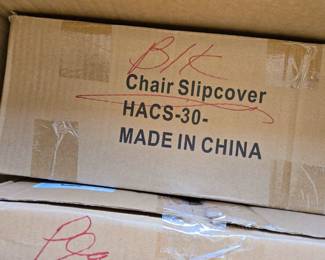 Blk
Chair Slipcover
HACS-30-
MADE IN CHINA